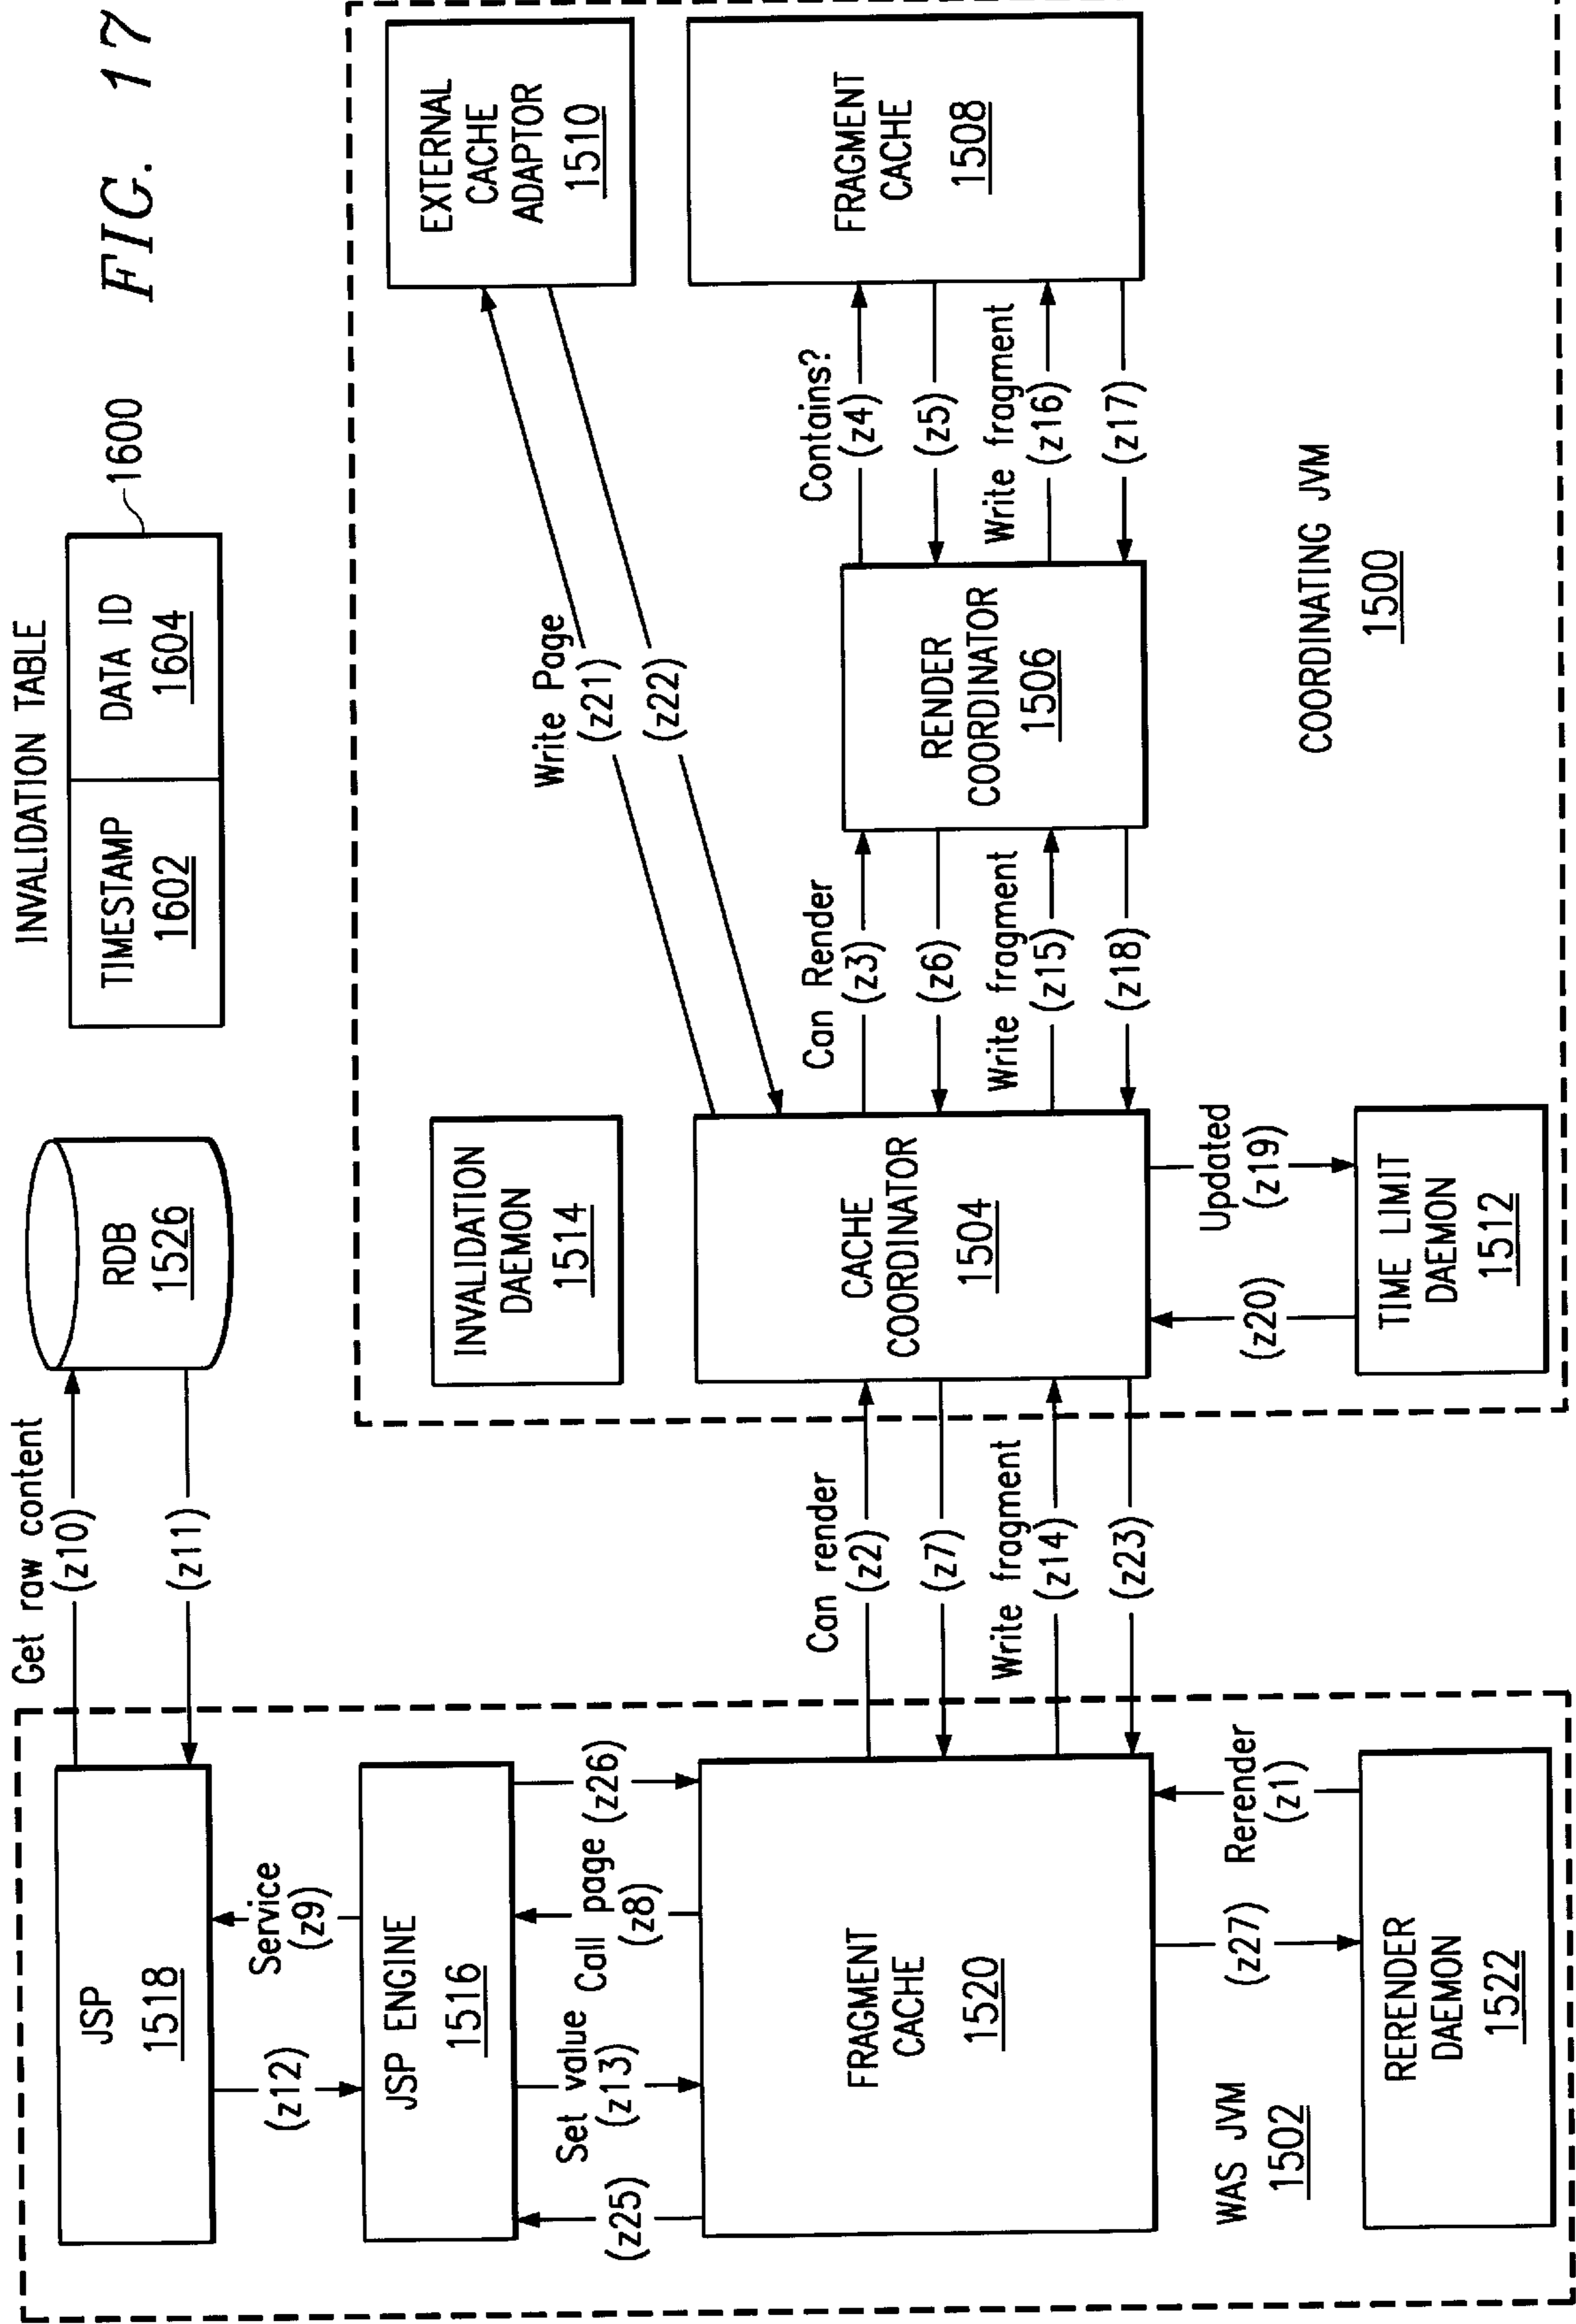 FIG. 17
INVALIDATION TABLE
TIMESTAMP
1602
DATA ID
1604
1600
Get raw content
(z10)
(z11)
RDB
1526
JSP
1518
Service
(z9)
(z12)
JSP ENGINE
1516
(z25)
Set value
(z13)
Call page
(z8)
(z26)
FRAGMENT
CACHE
1520
(z27)
Rerender
(z1)
WAS JVM
1502
RERENDER
DAEMON
1522
Can render
(z2)
(z7)
Write fragment
(z14)
(z23)
INVALIDATION
DAEMON
1514
CACHE
COORDINATOR
1504
(z20)
Updated
(z19)
TIME LIMIT
DAEMON
1512
Write Page
(z21)
(z22)
Can Render
(z3)
(z6)
Write fragment
(z15)
(z18)
RENDER
COORDINATOR
1506
Contains?
(z4)
(z5)
Write fragment
(z16)
(z17)
EXTERNAL
CACHE
ADAPTOR
1510
FRAGMENT
CACHE
1508
COORDINATING JVM
1500